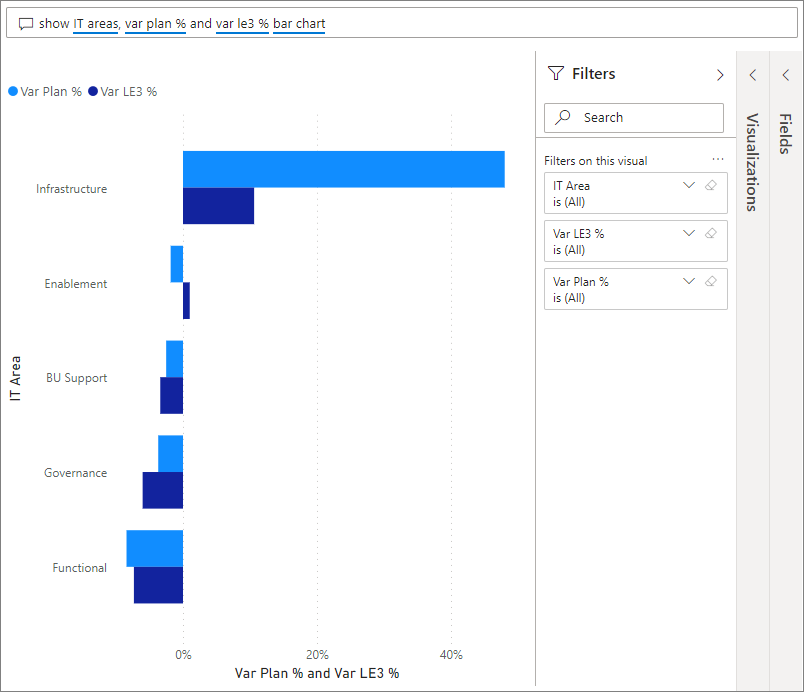 show IT areas, var plan % and var le3 % bar chart
Var Plan % Var LE3 %
Infrastructure
Enablement
BU Support
Governance
Functional
IT Area
0% 20% 40%
Var Plan % and Var LE3 %
Filters
Search
Filters on this visual
...
IT Area
is (All)
Var LE3 %
is (All)
Var Plan %
is (All)
Visualizations
Fields